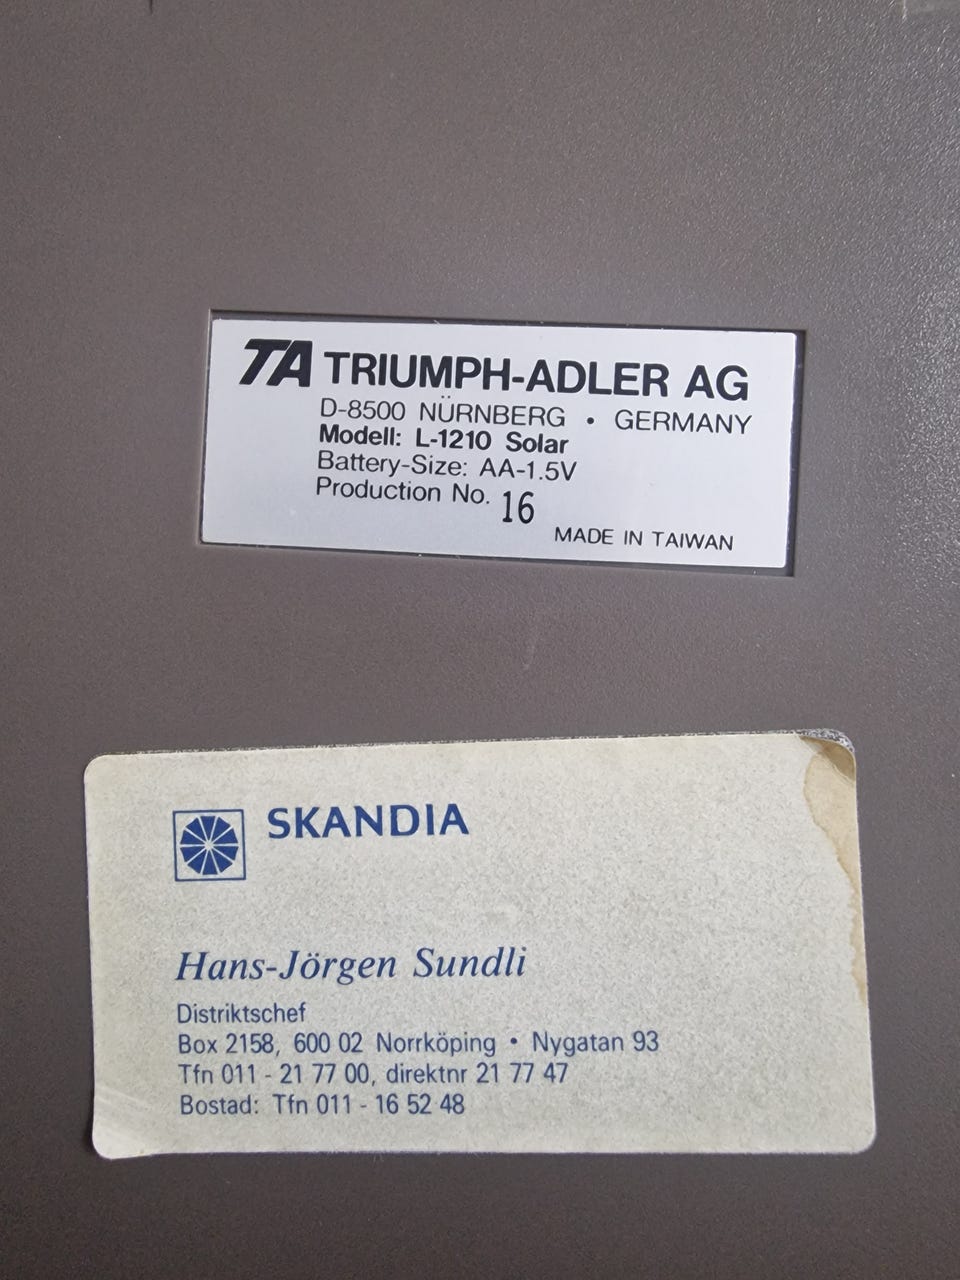 TA TRIUMPH-ADLER AG
D-8500 NÜRNBERG • GERMANY
Modell: L-1210 Solar
Battery-Size: AA-1.5V
Production No. 16
MADE IN TAIWAN
SKANDIA
Hans-Jörgen Sundli
Distriktschef
Box 2158, 600 02 Norrköping • Nygatan 93
Tfn 011 - 21 77 00, direktnr 21 77 47
Bostad: Tfn 011 - 16 52 48